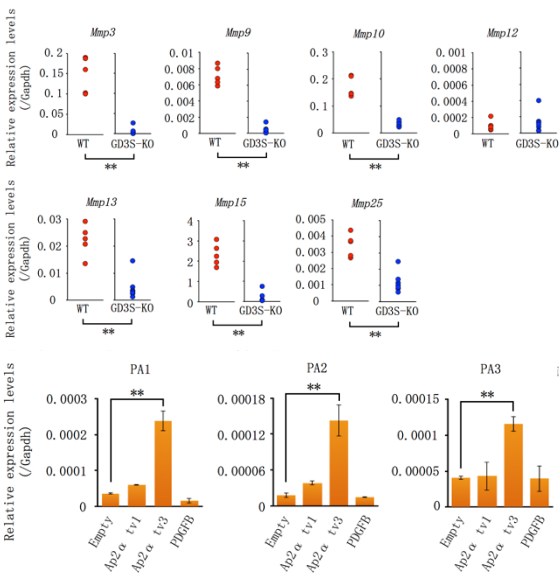 Mmp3 Mmp9 Mmp10 Mmp12
Relative expression levels
(/Gapdh)
0.2 0.01 0.2 0.0001
0.15 0.008 0.0008
0.1 0.006 0.1 0.0006
0.05 0.004 0.0004
0.002 0.0002
0 0 0 0
WT GD3S-KO WT GD3S-KO WT GD3S-KO WT GD3S-KO
** ** **
Mmp13 Mmp15 Mmp25
Relative expression levels
(/Gapdh)
0.03 4 0.005
0.02 3 0.004
0.01 2 0.003
1 0.002
0.001
0 0 0
WT GD3S-KO WT GD3S-KO WT GD3S-KO
** ** **
PA1 PA2 PA3
Relative expression levels
(/Gapdh)
** ** **
0.0003 0.00018 0.00015
0.0002 0.0001
0.0001 0.00006 0.00005
0 0 0
Empty Ap2α tv1 Ap2α tv3 PDGFB Empty Ap2α tv1 Ap2α tv3 PDGFB Empty Ap2α tv1 Ap2α tv3 PDGFB